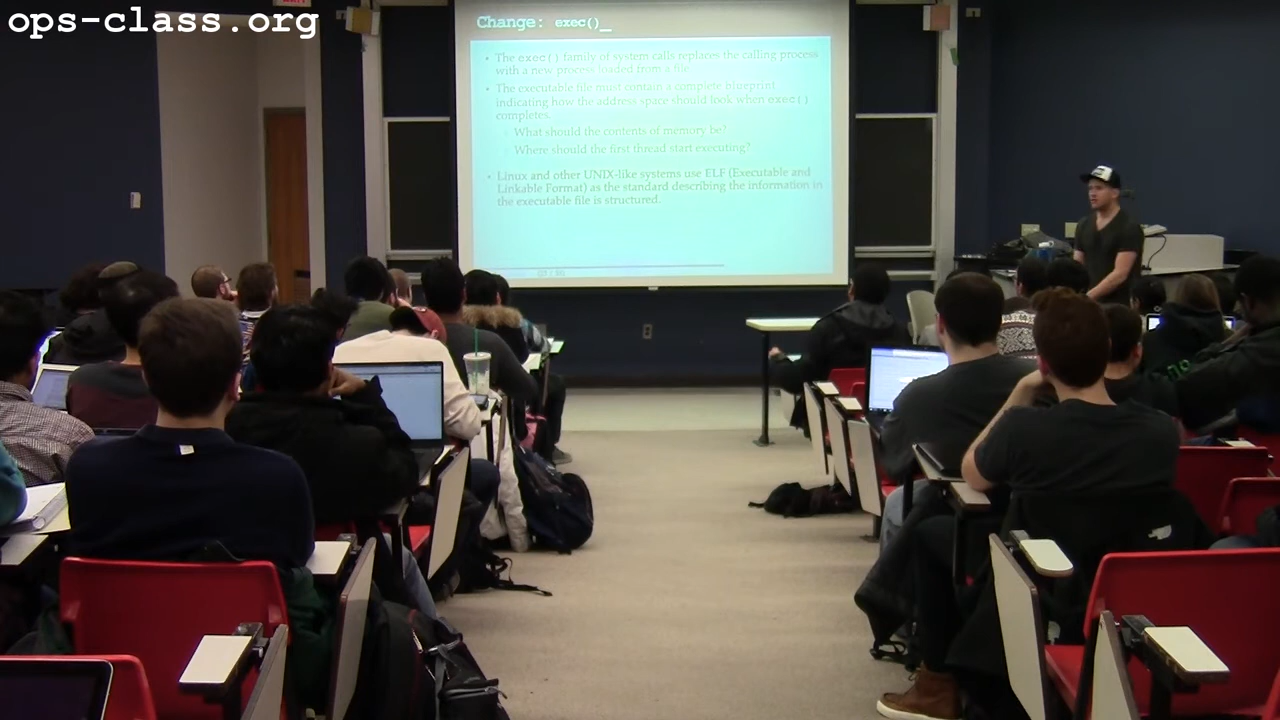 ops-class.org
Change: exec()_
The exec() family of system calls replaces the calling process
with a new process loaded from a file.
The executable file must contain a complete blueprint
indicating how the address space should look when exec()
completes.
What should the contents of memory be?
Where should the first thread start executing?
Linux and other UNIX-like systems use ELF (Executable and
Linkable Format) as the standard describing the information in
the executable file is structured.